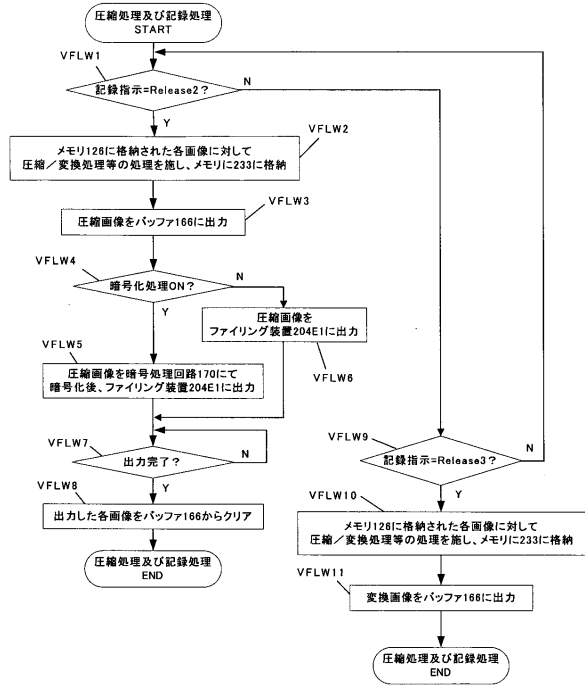 圧縮処理及び記録処理
START
VFLW1
記録指示=Release2？
N
Y
VFLW2
メモリ126に格納された各画像に対して
圧縮／変換処理等の処理を施し、メモリに233に格納
VFLW3
圧縮画像をバッファ166に出力
VFLW4
暗号化処理ON？
N
Y
圧縮画像を
ファイリング装置204E1に出力
VFLW6
VFLW5
圧縮画像を暗号処理回路170にて
暗号化後、ファイリング装置204E1に出力
VFLW7
出力完了？
N
Y
VFLW8
出力した各画像をバッファ166からクリア
圧縮処理及び記録処理
END
VFLW9
記録指示=Release3？
N
Y
VFLW10
メモリ126に格納された各画像に対して
圧縮／変換処理等の処理を施し、メモリに233に格納
VFLW11
変換画像をバッファ166に出力
圧縮処理及び記録処理
END